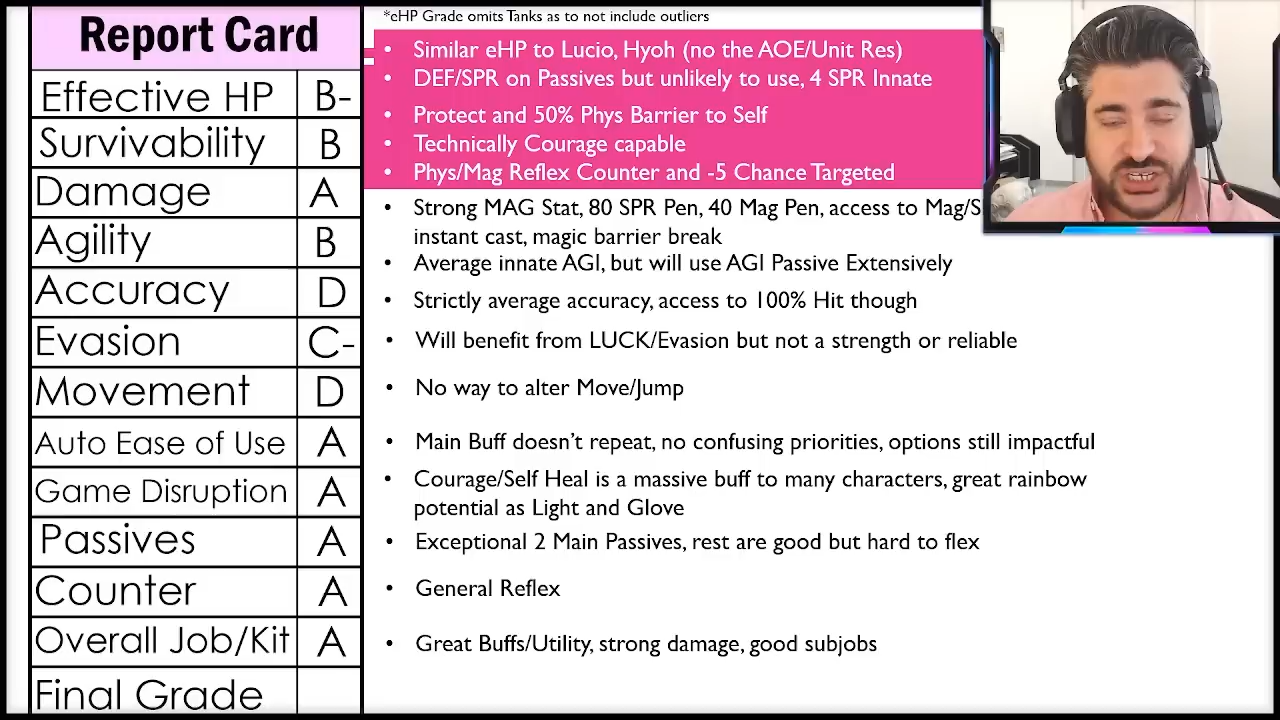 *eHP Grade omits Tanks as to not include outliers
Report Card
Effective HP B-
Survivability B
Damage A
Agility B
Accuracy D
Evasion C-
Movement D
Auto Ease of Use A
Game Disruption A
Passives A
Counter A
Overall Job/Kit A
Final Grade
• Similar eHP to Lucio, Hyoh (no the AOE/Unit Res)
• DEF/SPR on Passives but unlikely to use, 4 SPR Innate
• Protect and 50% Phys Barrier to Self
• Technically Courage capable
• Phys/Mag Reflex Counter and -5 Chance Targeted
• Strong MAG Stat, 80 SPR Pen, 40 Mag Pen, access to
instant cast, magic barrier break
• Average innate AGI, but will use AGI Passive Extensively
• Strictly average accuracy, access to 100% Hit though
• Will benefit from LUCK/Evasion but not a strength or reliable
• No way to alter Move/Jump
• Main Buff doesn't repeat, no confusing priorities, options still impactful
• Courage/Self Heal is a massive buff to many characters, great rainbow
potential as Light and Glove
• Exceptional 2 Main Passives, rest are good but hard to flex
• General Reflex
• Great Buffs/Utility, strong damage, good subjobs